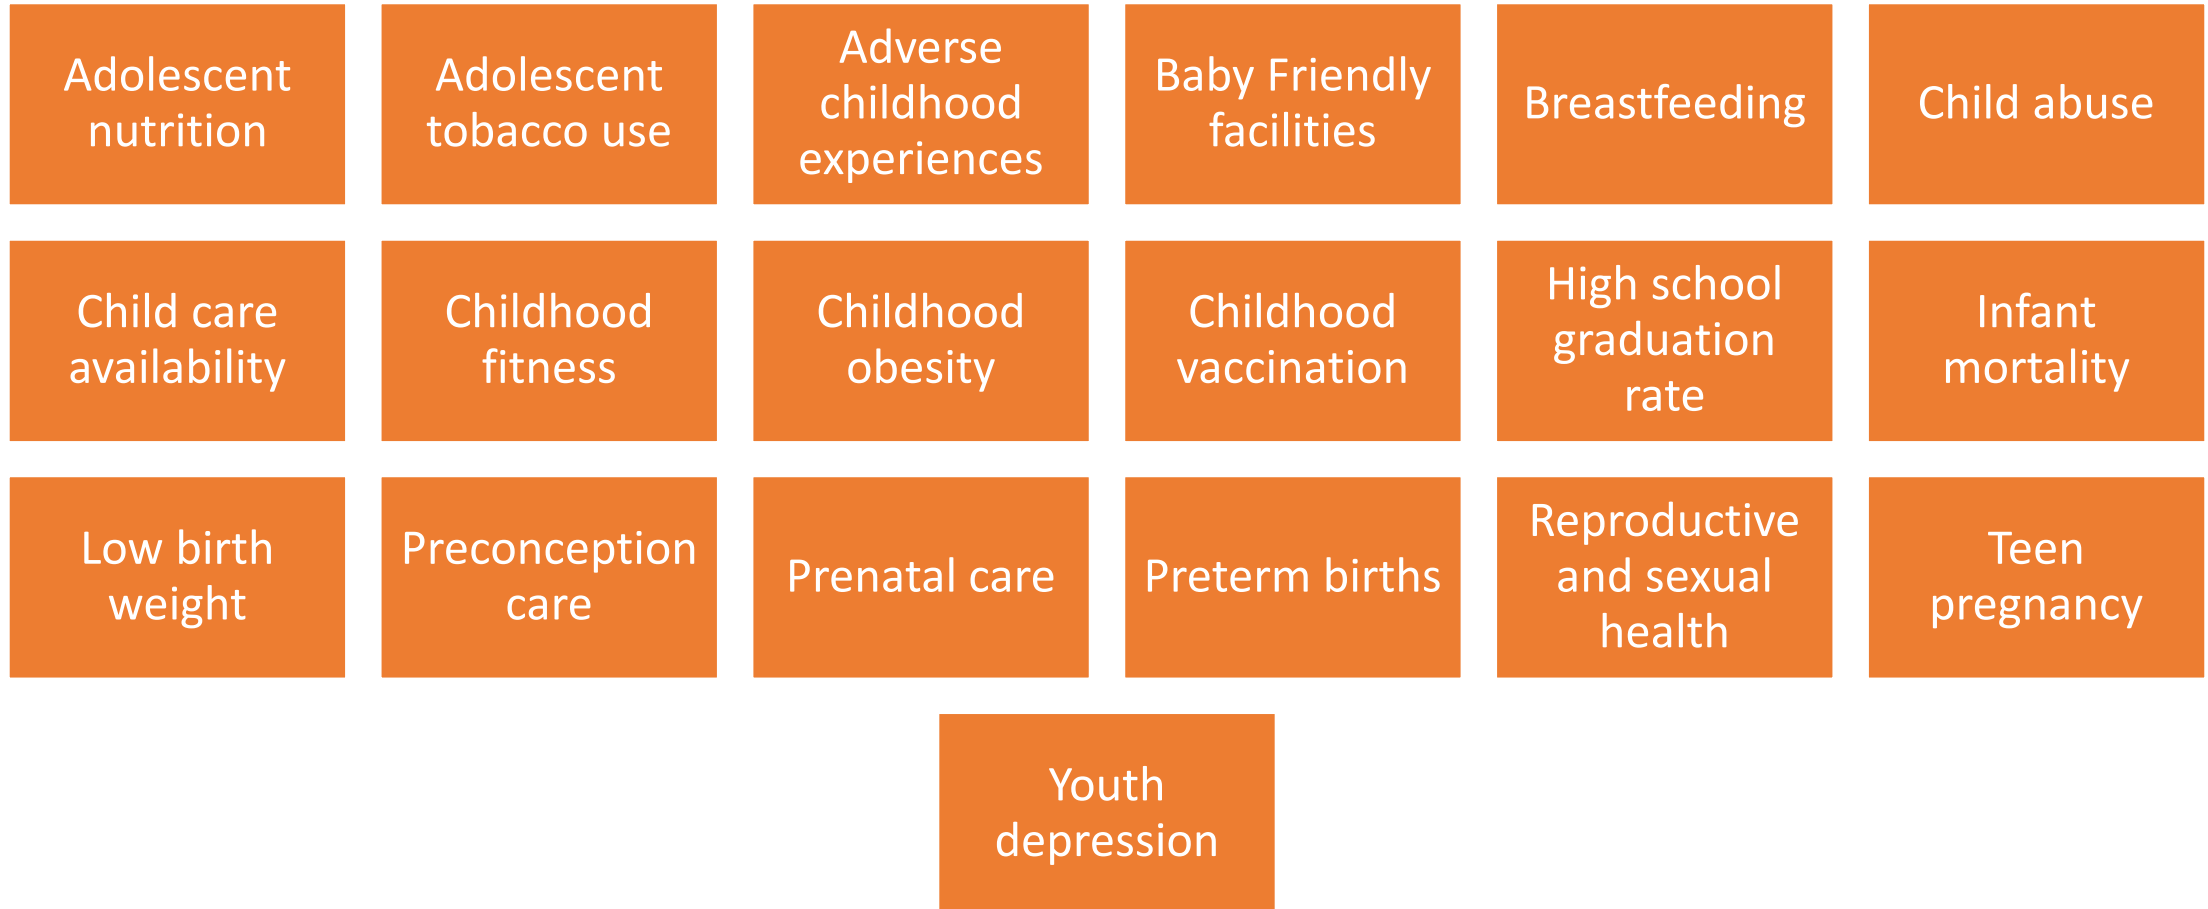 Adolescent
nutrition
Adolescent
tobacco use
Adverse
childhood
experiences
Baby Friendly
facilities
Breastfeeding
Child abuse
Child care
availability
Childhood
fitness
Childhood
obesity
Childhood
vaccination
High school
graduation
rate
Infant
mortality
Low birth
weight
Preconception
care
Prenatal care
Preterm births
Reproductive
and sexual
health
Teen
pregnancy
Youth
depression